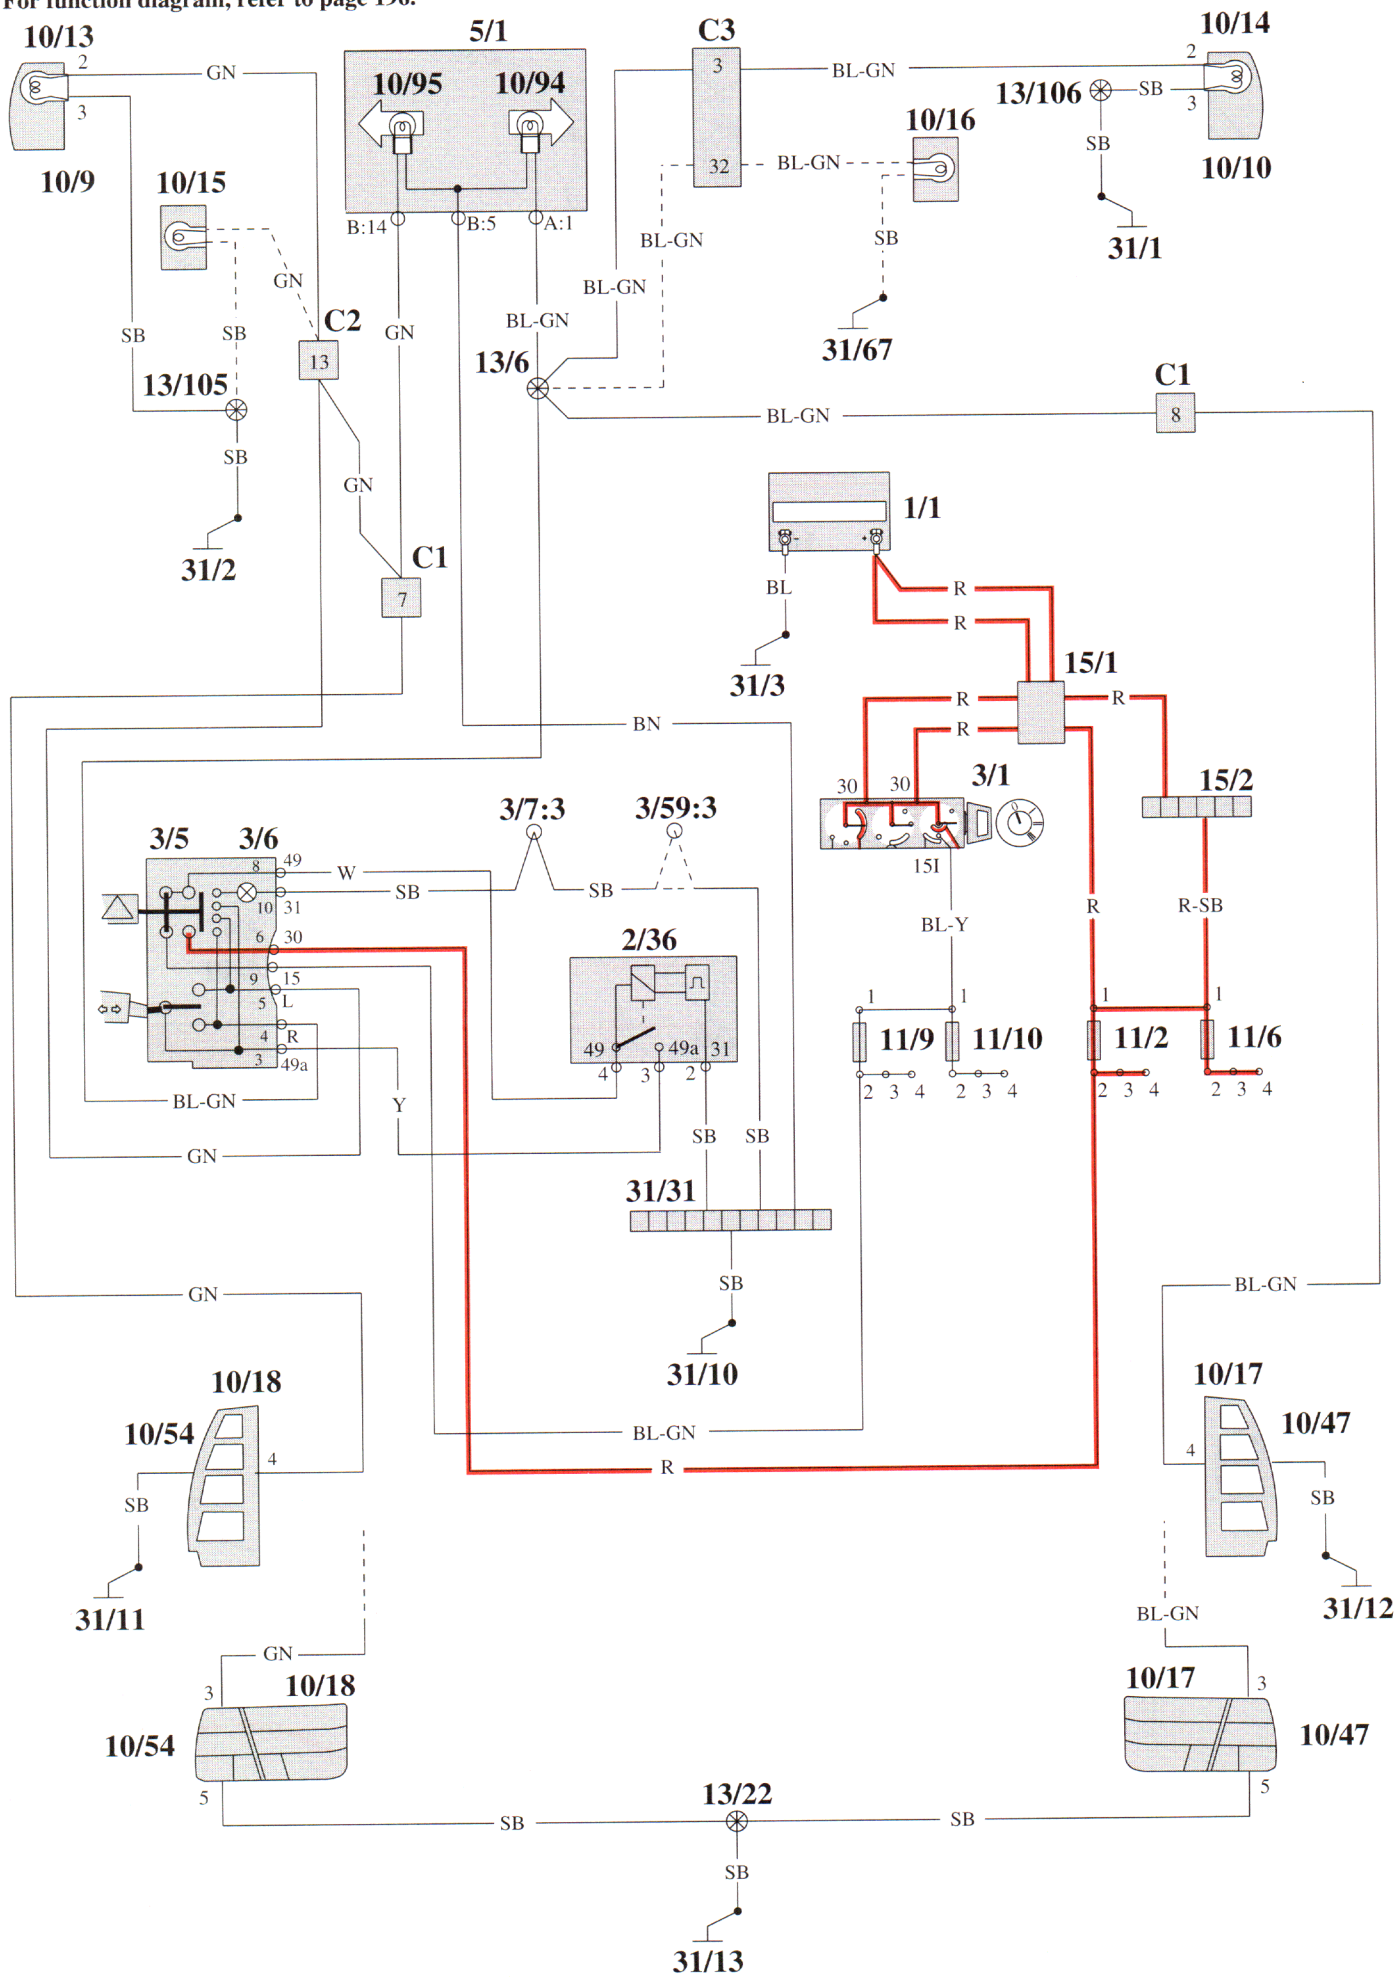 For function diagram, refer to page 196.
10/13
5/1
C3
10/14
2
GN
3
10/9
10/95
10/94
3
BL-GN
2
13/106
SB
3
10/16
32
BL-GN
SB
10/10
10/15
B:14
B:5
A:1
BL-GN
SB
31/1
GN
BL-GN
SB
SB
C2
GN
BL-GN
13
13/6
31/67
13/105
C1
BL-GN
8
SB
GN
31/2
C1
7
1/1
-
+
BL
R
R
31/3
15/1
R
R
R
BN
30
30
3/1
15/2
0
I
II
15I
3/7:3
3/59:3
3/5
3/6
8
49
W
SB
SB
10
31
6
30
9
15
5
L
4
R
3
49a
R
R-SB
BL-Y
2/36
49
49a
31
4
3
2
1
1
1
1
11/9
11/10
11/2
11/6
2 3 4
2 3 4
2 3 4
2 3 4
BL-GN
Y
SB
SB
GN
31/31
SB
GN
BL-GN
31/10
10/18
10/17
10/54
4
BL-GN
4
10/47
R
SB
SB
31/11
31/12
BL-GN
GN
3
10/18
10/17
3
10/54
10/47
5
5
13/22
SB
SB
SB
31/13